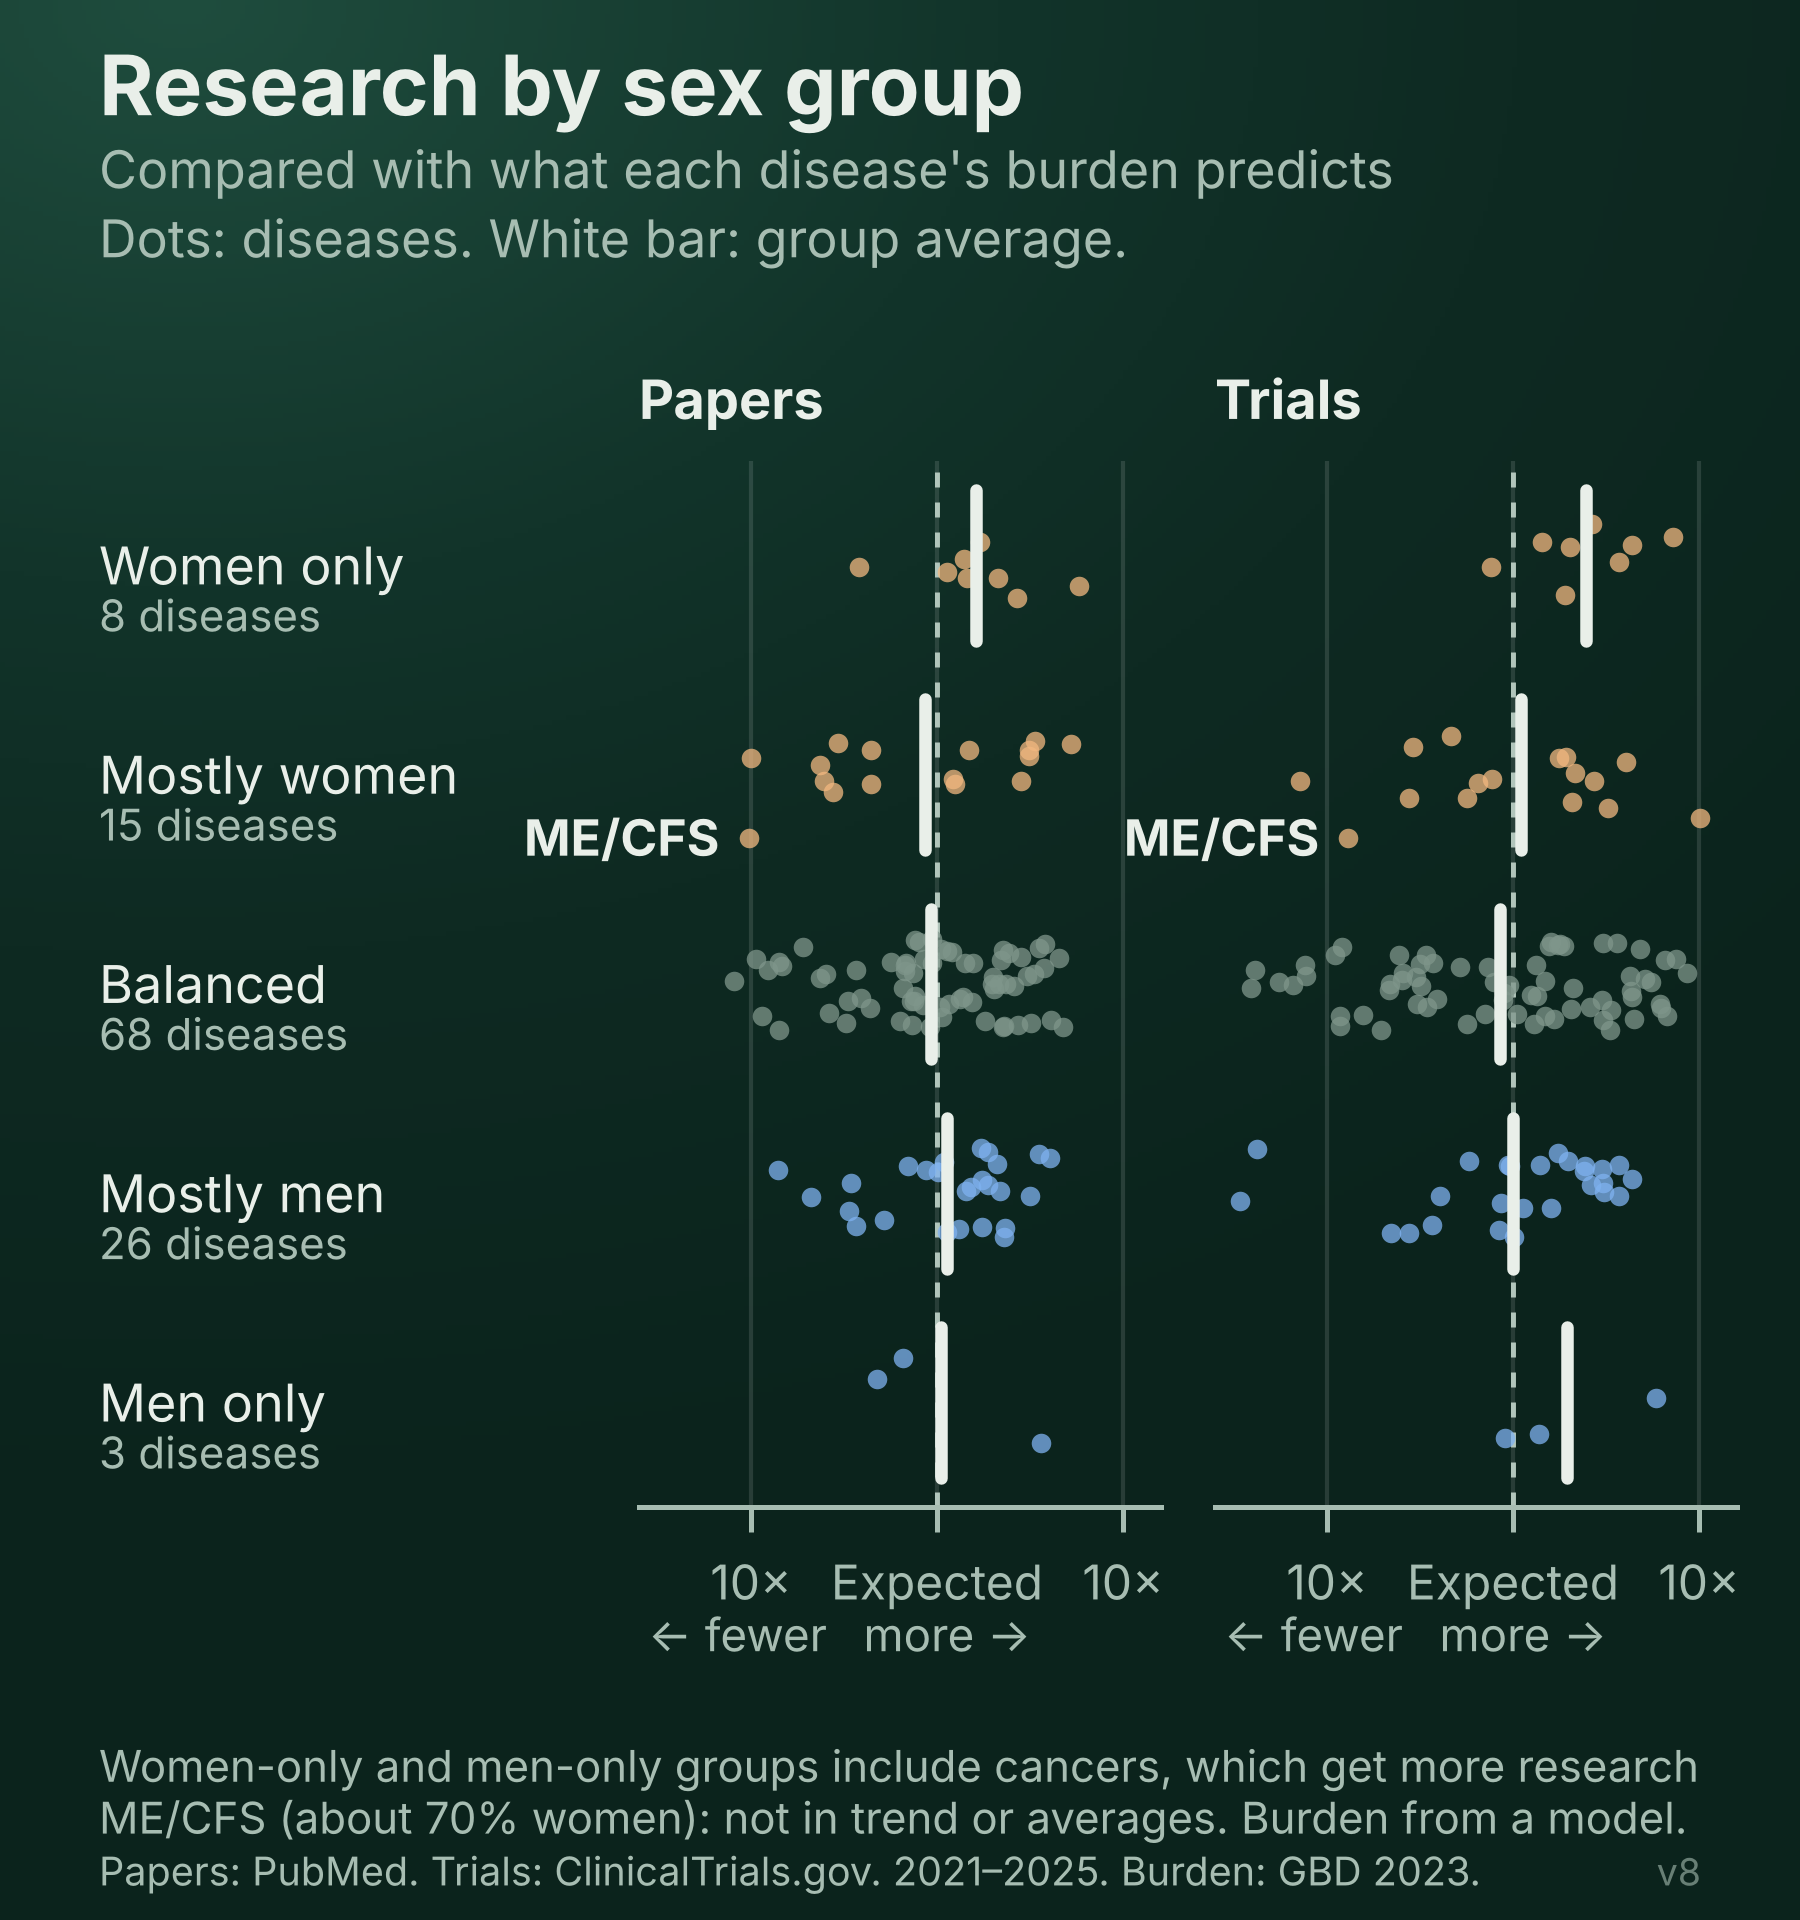 Research by sex group
Compared with what each disease's burden predicts
Dots: diseases. White bar: group average.
Papers
Trials
Women only
8 diseases
Mostly women
15 diseases
ME/CFS
ME/CFS
Balanced
68 diseases
Mostly men
26 diseases
Men only
3 diseases
10× Expected 10×
← fewer more →
10× Expected 10×
← fewer more →
Women-only and men-only groups include cancers, which get more research
ME/CFS (about 70% women): not in trend or averages. Burden from a model.
Papers: PubMed. Trials: ClinicalTrials.gov. 2021–2025. Burden: GBD 2023.
v8